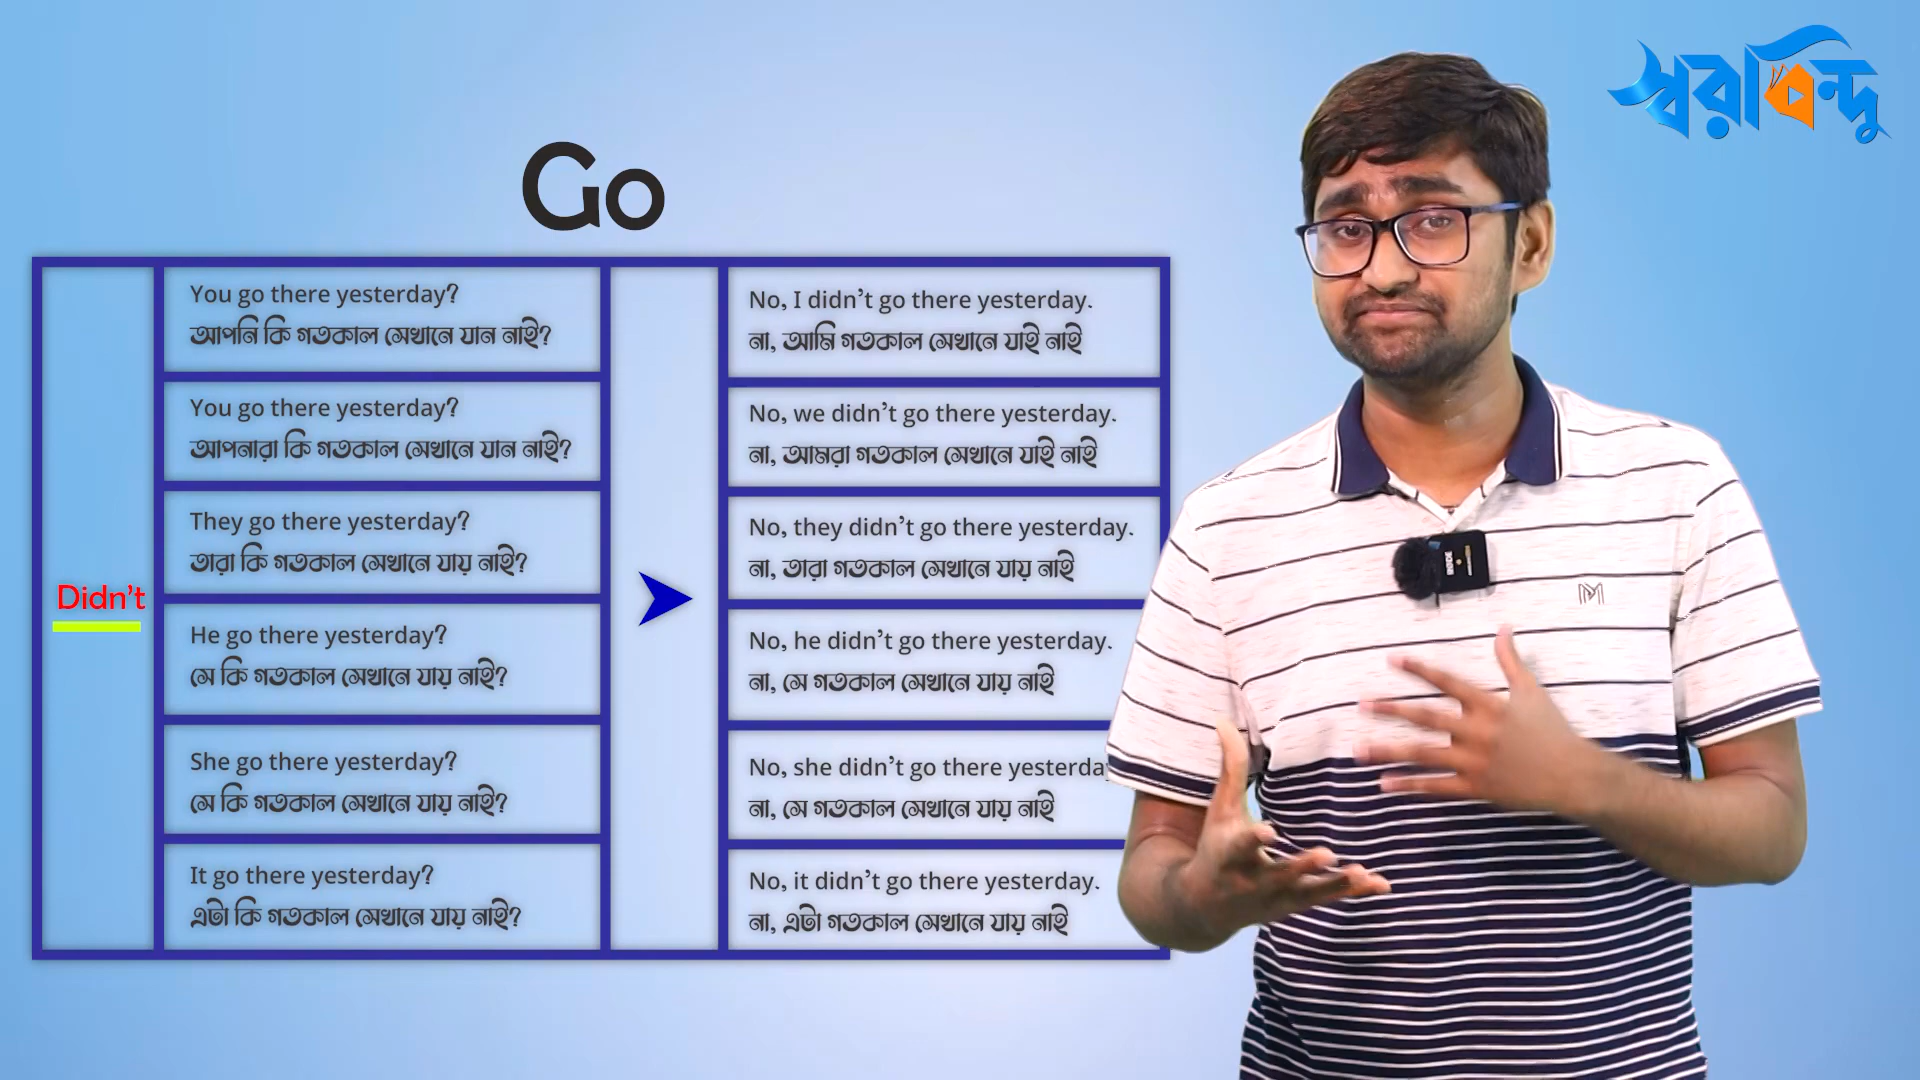 স্বরবিন্দু
Go
Didn't
You go there yesterday?
আপনি কি গতকাল সেখানে যান নাই?
You go there yesterday?
আপনারা কি গতকাল সেখানে যান নাই?
They go there yesterday?
তারা কি গতকাল সেখানে যায় নাই?
He go there yesterday?
সে কি গতকাল সেখানে যায় নাই?
She go there yesterday?
সে কি গতকাল সেখানে যায় নাই?
It go there yesterday?
এটা কি গতকাল সেখানে যায় নাই?
No, I didn't go there yesterday.
না, আমি গতকাল সেখানে যাই নাই
No, we didn't go there yesterday.
না, আমরা গতকাল সেখানে যাই নাই
No, they didn't go there yesterday.
না, তারা গতকাল সেখানে যায় নাই
No, he didn't go there yesterday.
না, সে গতকাল সেখানে যায় নাই
No, she didn't go there yesterda
না, সে গতকাল সেখানে যায় নাই
No, it didn't go there yesterday.
না, এটা গতকাল সেখানে যায় নাই